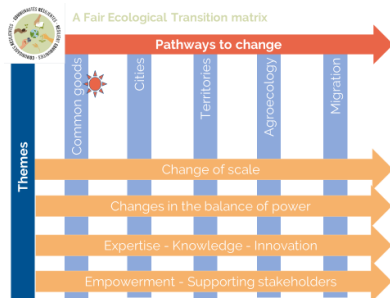 A Fair Ecological Transition matrix
Pathways to change
Common goods
Cities
Territories
Agroecology
Migration
Themes
Change of scale
Changes in the balance of power
Expertise - Knowledge - Innovation
Empowerment - Supporting stakeholders